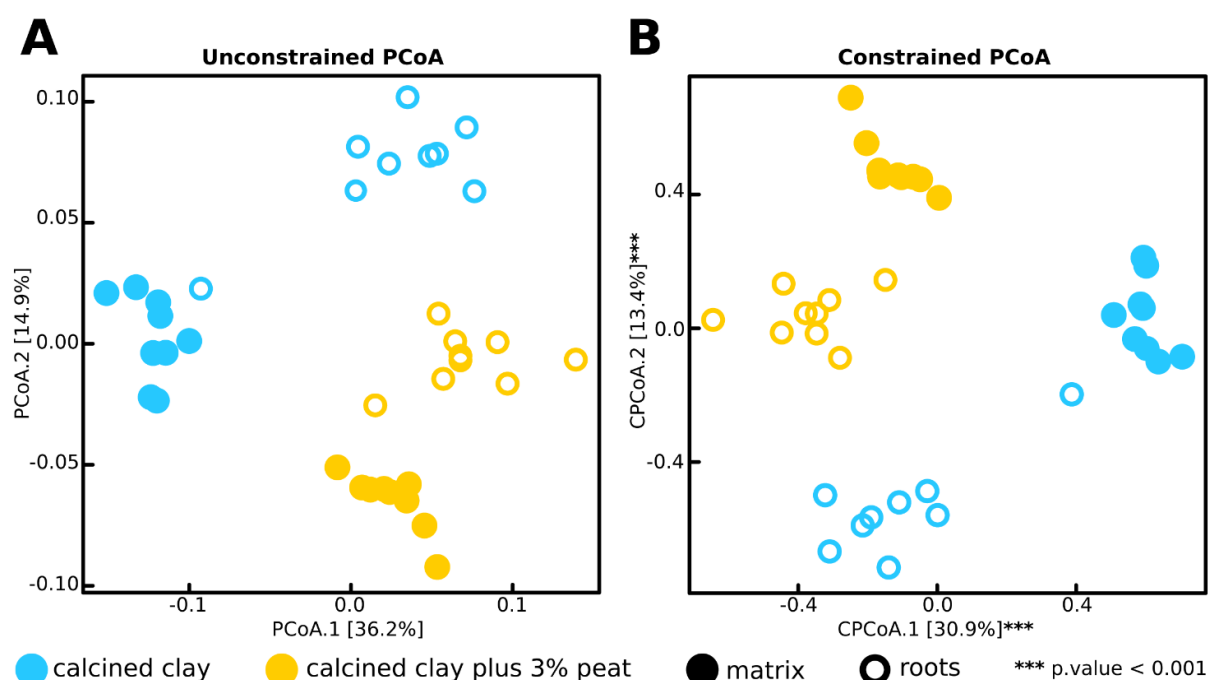 A
Unconstrained PCoA
0.10
0.05
0.00
-0.05
-0.10
PCoA.2 [14.9%]
-0.1
0.0
0.1
PCoA.1 [36.2%]
B
Constrained PCoA
0.4
0.0
-0.4
CPCoA.2 [13.4%]***
-0.4
0.0
0.4
CPCoA.1 [30.9%]***
calcined clay
calcined clay plus 3% peat
matrix
roots
*** p.value < 0.001